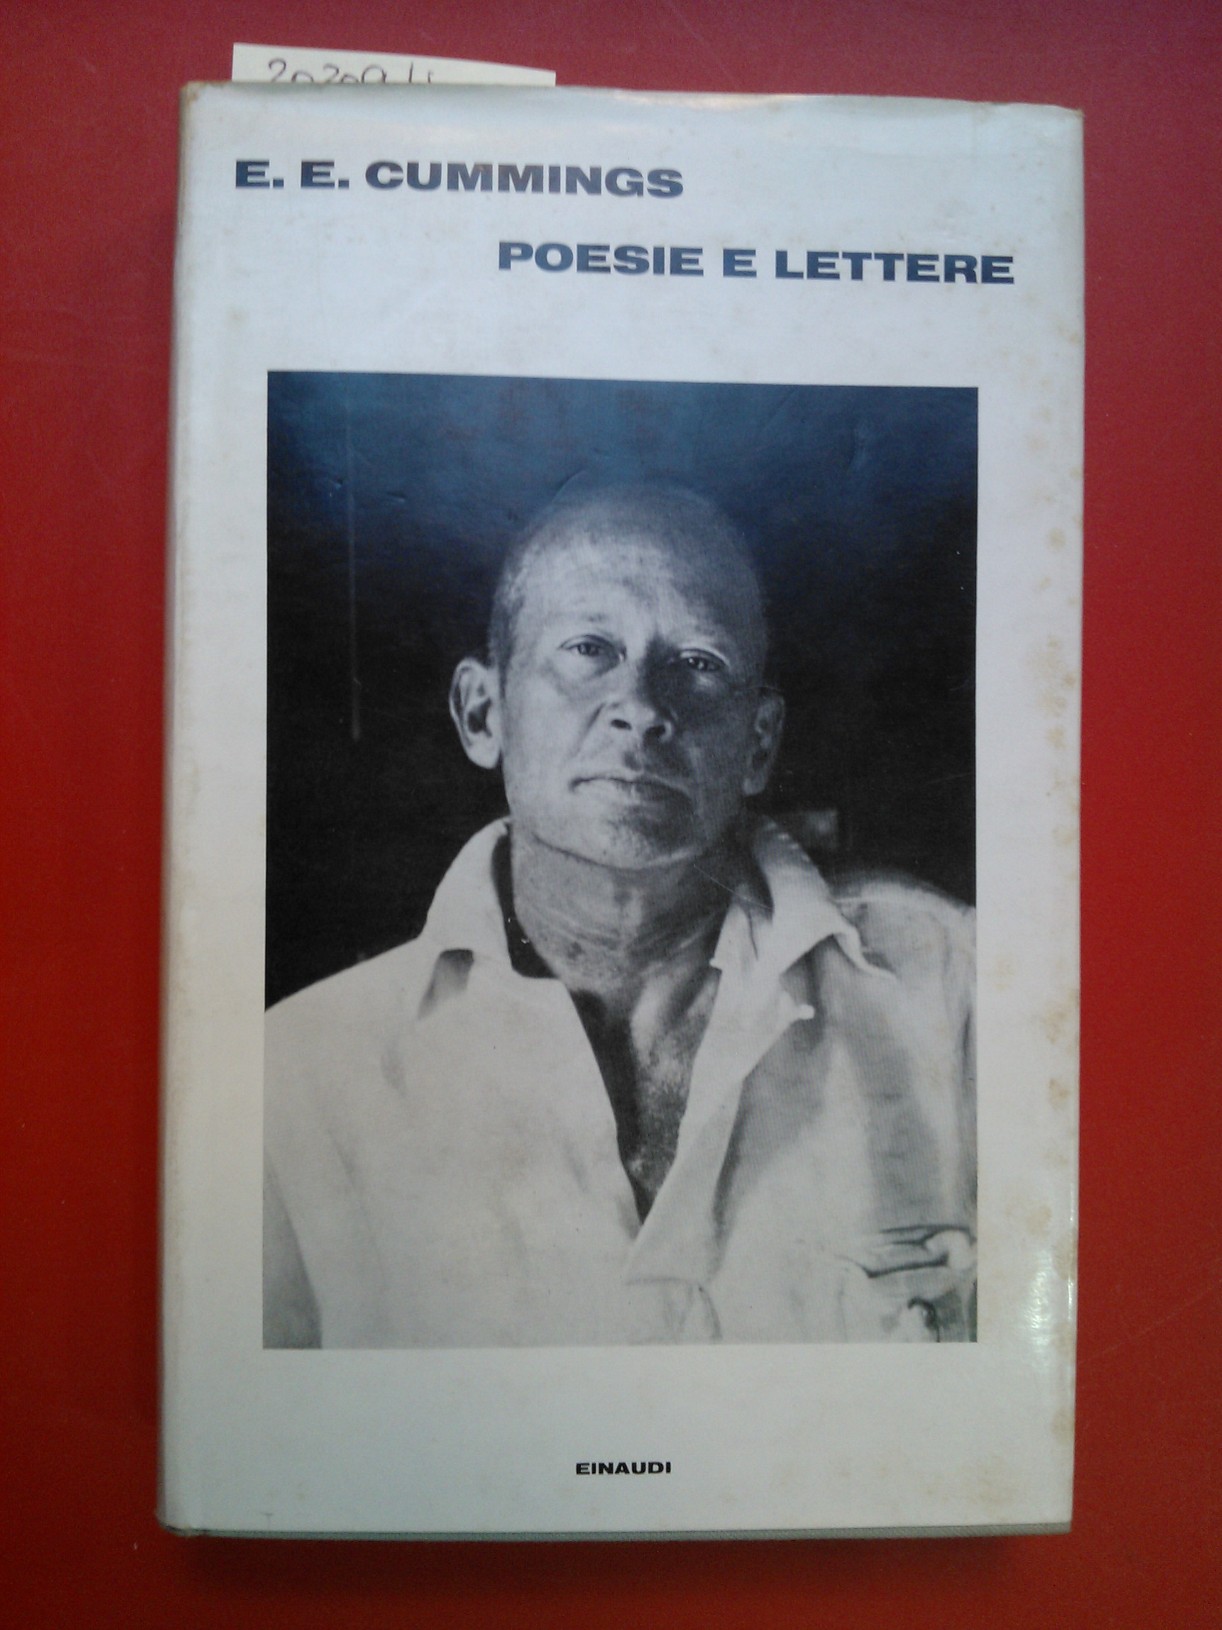 E. E. CUMMINGS
POESIE E LETTERE
EINAUDI